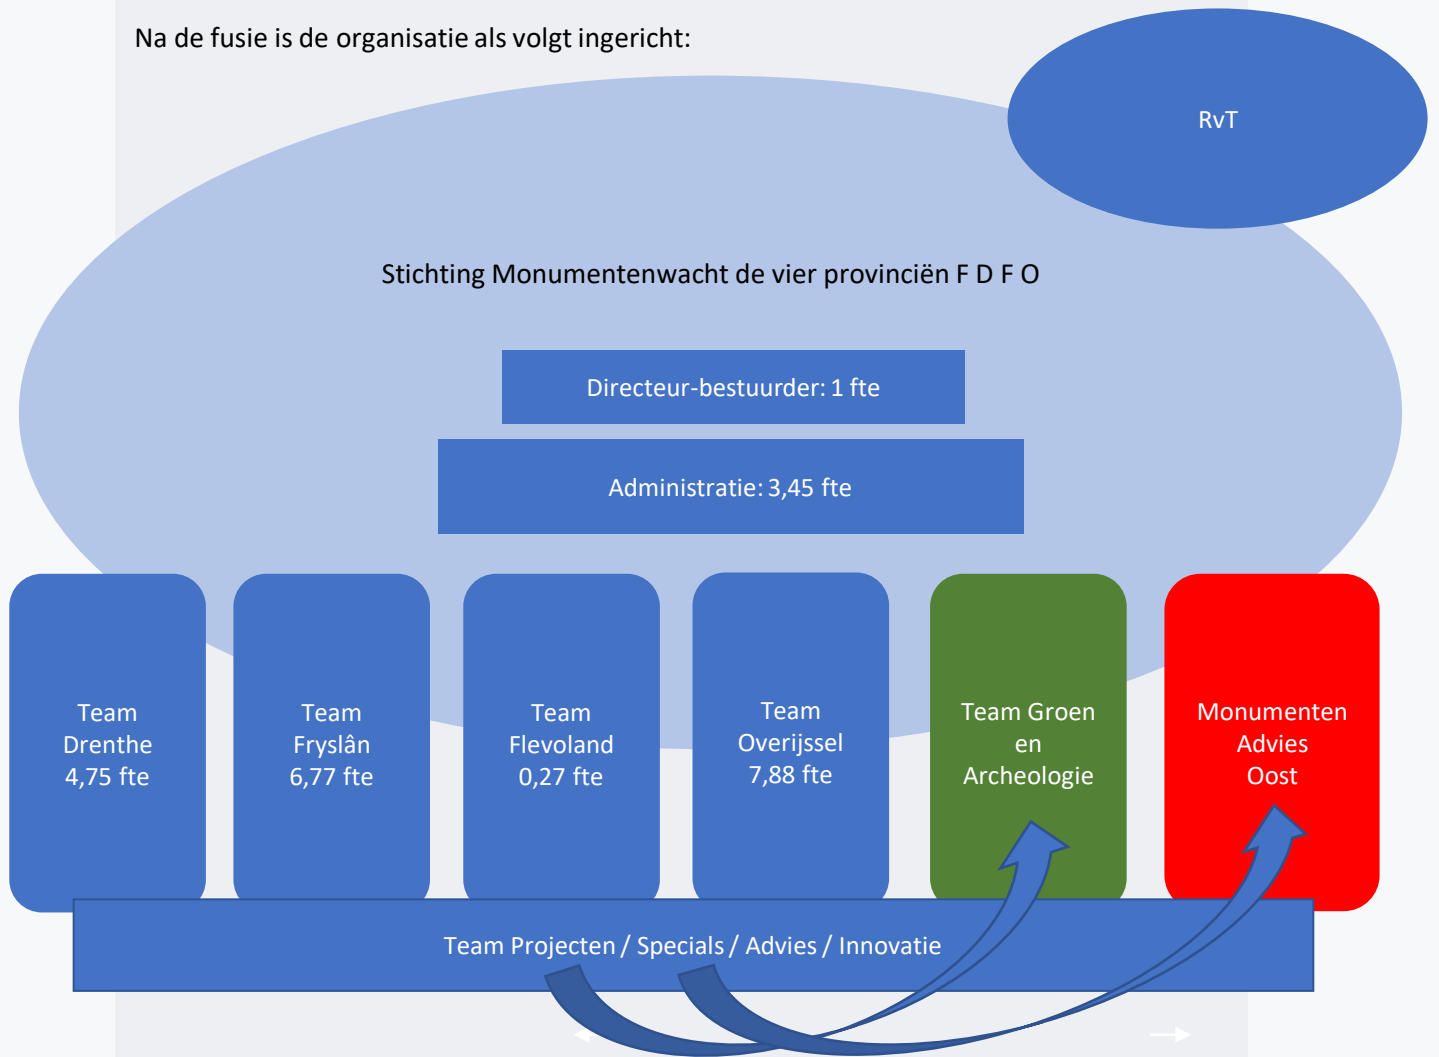 Na de fusie is de organisatie als volgt ingericht:
RvT
Stichting Monumentenwacht de vier provinciën F D F O
Directeur-bestuurder: 1 fte
Administratie: 3,45 fte
Team
Drenthe
4,75 fte
Team
Fryslân
6,77 fte
Team
Flevoland
0,27 fte
Team
Overijssel
7,88 fte
Team Groen
en
Archeologie
Monumenten
Advies
Oost
Team Projecten / Specials / Advies / Innovatie